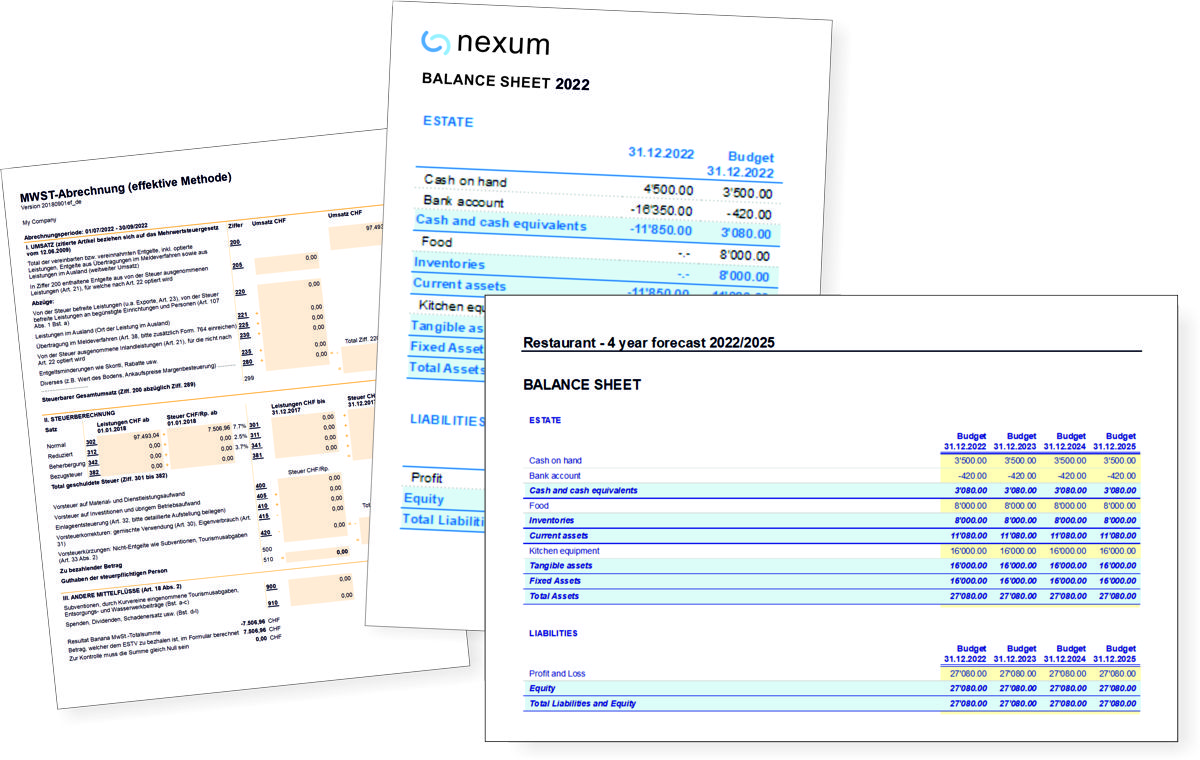 MWST-Abrechnung (effektive Methode)
Version 20180901ef_de
My Company
Abrechnungsperiode: 01/07/2022 - 30/09/2022
Ziffer
Umsatz CHF
Umsatz CHF
I. UMSATZ (zitierte Artikel beziehen sich auf das Mehrwertsteuergesetz
vom 12.06.2009)
Total der vereinbarten bzw. vereinnahmten Entgelte, inkl. optierte
Leistungen, Entgelte aus Übertragungen im Meldeverfahren sowie aus
Leistungen im Ausland (weltweiter Umsatz)
200
97.493
In Ziffer 200 enthaltene Entgelte aus von der Steuer ausgenommenen
Leistungen (Art. 21), für welche nach Art. 22 optiert wird
205
0,00
Abzüge:
Von der Steuer befreite Leistungen (u.a. Exporte, Art. 23), von der Steuer
befreite Leistungen an begünstigte Einrichtungen und Personen (Art. 107
Abs. 1 Bst. a)
220
0,00
Leistungen im Ausland (Ort der Leistung im Ausland)
221
0,00
Übertragung im Meldeverfahren (Art. 38, bitte zusätzlich Form. 764 einreichen)
225
0,00
Von der Steuer ausgenommene Inlandleistungen (Art. 21), für die nicht nach
Art. 22 optiert wird
230
0,00
Entgeltsminderungen wie Skonti, Rabatte usw.
235
0,00
Diverses (z.B. Wert des Bodens, Ankaufspreise Margenbesteuerung) ..........
280
0,00
Total Ziff. 220
Steuerbarer Gesamtumsatz (Ziff. 200 abzüglich Ziff. 289)
299
II. STEUERBERECHNUNG
Satz
Leistungen CHF ab
01.01.2018
Steuer CHF/Rp. ab
01.01.2018
Leistungen CHF bis
31.12.2017
Steuer CH
31.12.2017
Normal 302 97.493,04 + 7.506,96 7.7% 301 0,00
Reduziert 312 0,00 + 0,00 2.5% 311 0,00
Beherbergung 342 0,00 + 0,00 3.7% 341 0,00
Bezugsteuer 382 0,00 + 0,00 381 0,00
Total geschuldete Steuer (Ziff. 301 bis 382)
Steuer CHF/Rp.
Vorsteuer auf Material- und Dienstleistungsaufwand
400
0,00
Vorsteuer auf Investitionen und übrigem Betriebsaufwand
405
0,00
Einlageentsteuerung (Art. 32, bitte detaillierte Aufstellung beilegen)
410
0,00
Vorsteuerkorrekturen: gemischte Verwendung (Art. 30), Eigenverbrauch (Art.
31)
415
0,00
Vorsteuerkürzungen: Nicht-Entgelte wie Subventionen, Tourismusabgaben
(Art. 33 Abs. 2)
420
0,00
Zu bezahlender Betrag
500
Guthaben der steuerpflichtigen Person
510
0,00
III. ANDERE MITTELFLÜSSE (Art. 18 Abs. 2)
Subventionen, durch Kurvereine eingenommene Tourismusabgaben,
Entsorgungs- und Wasserwerkbeiträge (Bst. a-c)
900
0,00
Spenden, Dividenden, Schadenersatz usw. (Bst. d-l)
910
0,00
Resultat Banana MwSt.-Totalsumme -7.506,96 CHF
Betrag, welcher dem ESTV zu bezahlen ist, im Formular berechnet 7.506,96 CHF
Zur Kontrolle muss die Summe gleich Null sein 0,00 CHF
nexum
BALANCE SHEET 2022
ESTATE
31.12.2022 Budget
31.12.2022
Cash on hand 4'500.00 3'500.00
Bank account -16'350.00 -420.00
Cash and cash equivalents -11'850.00 3'080.00
Food -.- 8'000.00
Inventories -.- 8'000.00
Current assets -11'850.00
Kitchen equ
Tangible as
Fixed Asset
Total Assets
LIABILITIES
Profit
Equity
Total Liabiliti
Restaurant - 4 year forecast 2022/2025
BALANCE SHEET
ESTATE
Budget Budget Budget Budget
31.12.2022 31.12.2023 31.12.2024 31.12.2025
Cash on hand 3'500.00 3'500.00 3'500.00 3'500.00
Bank account -420.00 -420.00 -420.00 -420.00
Cash and cash equivalents 3'080.00 3'080.00 3'080.00 3'080.00
Food 8'000.00 8'000.00 8'000.00 8'000.00
Inventories 8'000.00 8'000.00 8'000.00 8'000.00
Current assets 11'080.00 11'080.00 11'080.00 11'080.00
Kitchen equipment 16'000.00 16'000.00 16'000.00 16'000.00
Tangible assets 16'000.00 16'000.00 16'000.00 16'000.00
Fixed Assets 16'000.00 16'000.00 16'000.00 16'000.00
Total Assets 27'080.00 27'080.00 27'080.00 27'080.00
LIABILITIES
Budget Budget Budget Budget
31.12.2022 31.12.2023 31.12.2024 31.12.2025
Profit and Loss 27'080.00 27'080.00 27'080.00 27'080.00
Equity 27'080.00 27'080.00 27'080.00 27'080.00
Total Liabilities and Equity 27'080.00 27'080.00 27'080.00 27'080.00